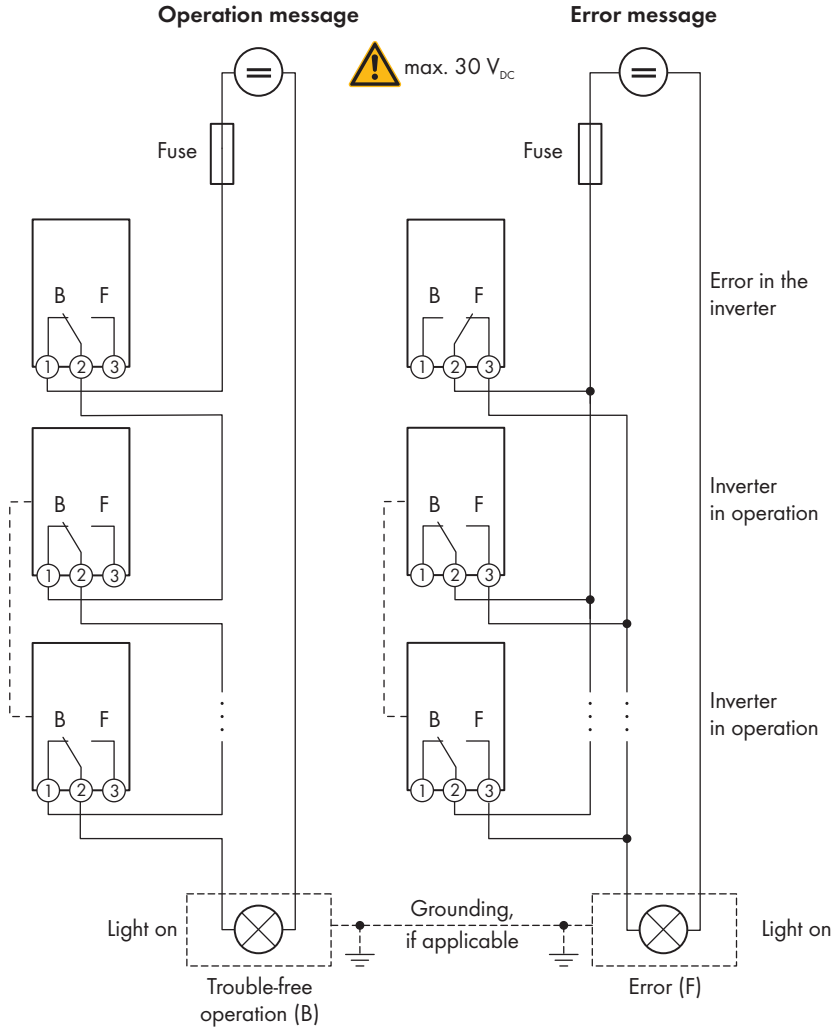 Operation message
Error message
max. 30 V_DC
Fuse
Fuse
B F
1 2 3
B F
1 2 3
Error in the
inverter
B F
1 2 3
B F
1 2 3
Inverter
in operation
B F
1 2 3
B F
1 2 3
Inverter
in operation
Light on
Grounding,
if applicable
Light on
Trouble-free
operation (B)
Error (F)